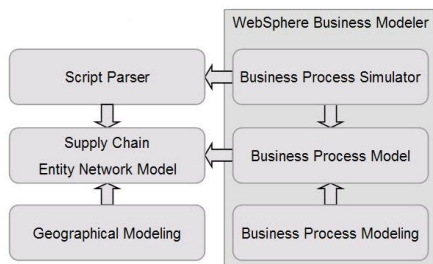 WebSphere Business Modeler
Script Parser
Business Process Simulator
Supply Chain
Entity Network Model
Business Process Model
Geographical Modeling
Business Process Modeling